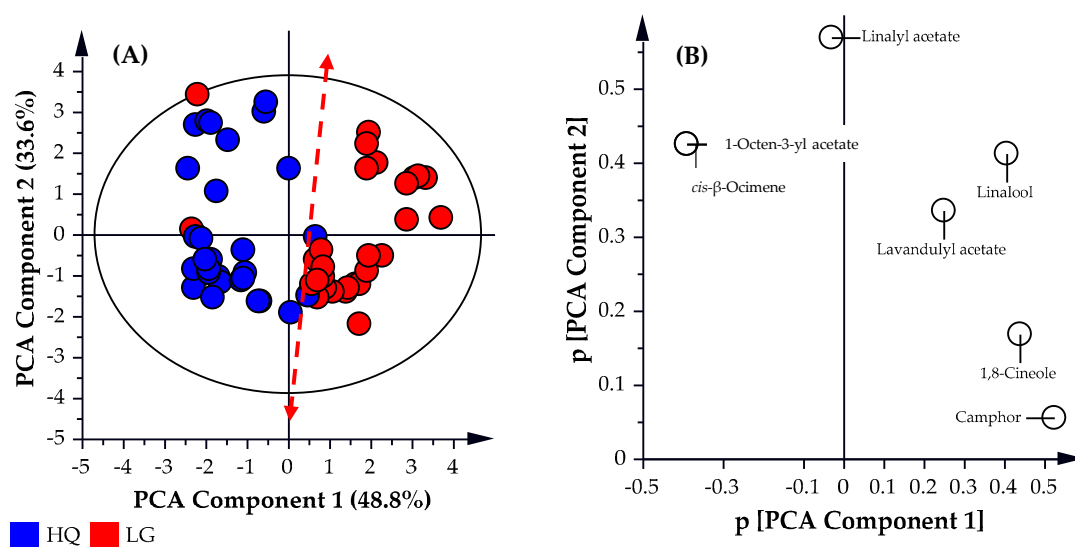 (A)
PCA Component 2 (33.6%)
4
3
2
1
0
-1
-2
-3
-4
-5
-5 -4 -3 -2 -1 0 1 2 3 4
PCA Component 1 (48.8%)
HQ LG
(B)
p [PCA Component 2]
0.5
0.4
0.3
0.2
0.1
0
Linalyl acetate
1-Octen-3-yl acetate
cis-β-Ocimene
Linalool
Lavandulyl acetate
1,8-Cineole
Camphor
-0.5 -0.3 -0.1 0 0.1 0.2 0.3 0.4 0.5
p [PCA Component 1]